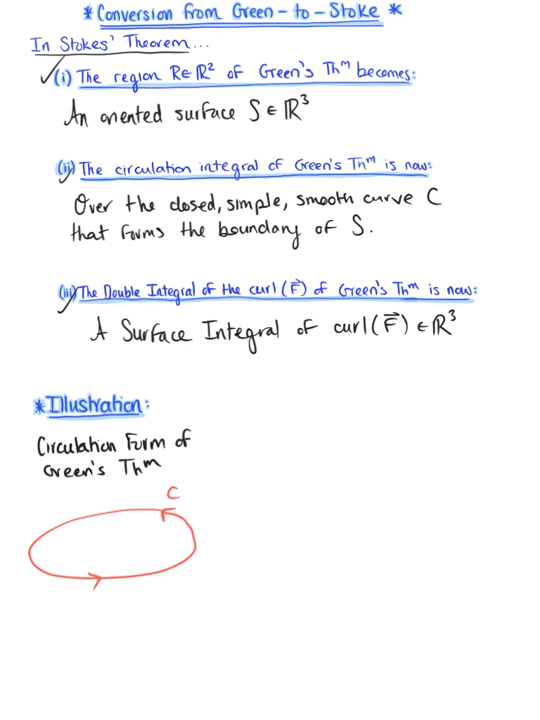 * Conversion from Green-to-Stoke *
In Stokes' Theorem...
(i) The region R∈ℝ² of Green's Thᵐ becomes:
An oriented surface S∈ℝ³
(ii) The circulation integral of Green's Thᵐ is now:
Over the closed, simple, smooth curve C
that forms the boundary of S.
(iii) The Double Integral of the curl(F⃗) of Green's Thᵐ is now:
A Surface Integral of curl(F⃗)∈ℝ³
*Illustration:
Circulation Form of
Green's Thᵐ
C